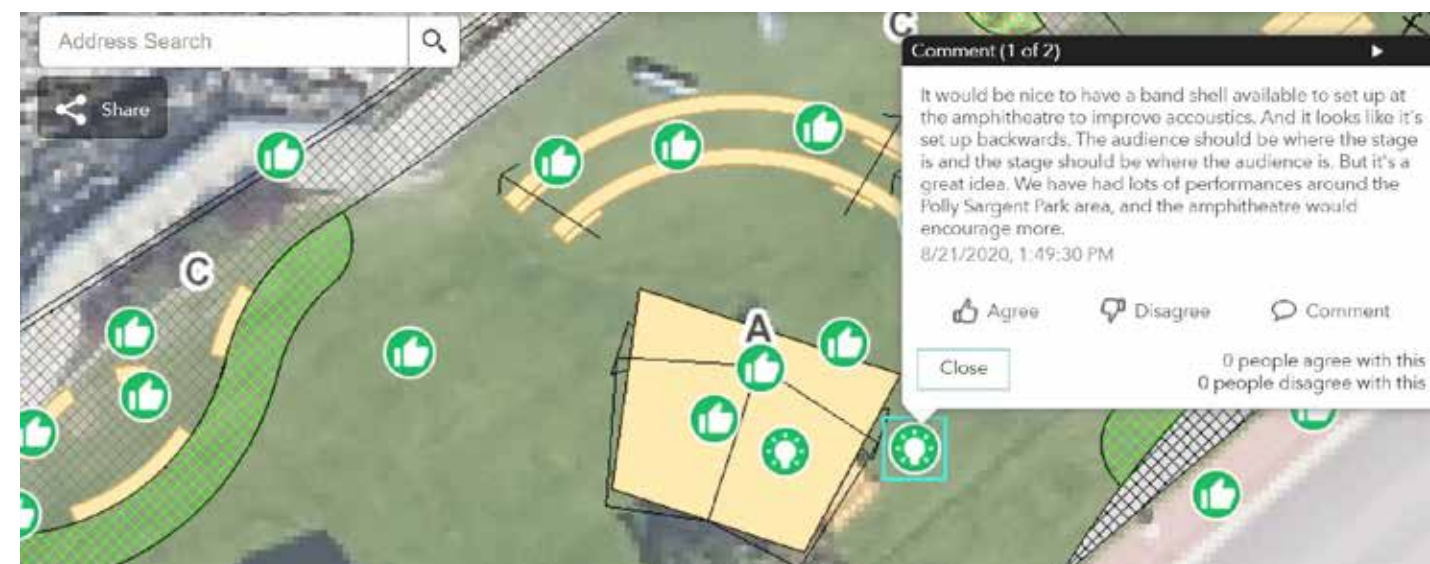 Address Search
Share
C
C
A
Comment (1 of 2)
It would be nice to have a band shell available to set up at
the amphitheatre to improve accoustics. And it looks like it's
set up backwards. The audience should be where the stage
is and the stage should be where the audience is. But it's a
great idea. We have had lots of performances around the
Polly Sargent Park area, and the amphitheatre would
encourage more.
8/21/2020, 1:49:30 PM
Agree
Disagree
Comment
Close
0 people agree with this
0 people disagree with this